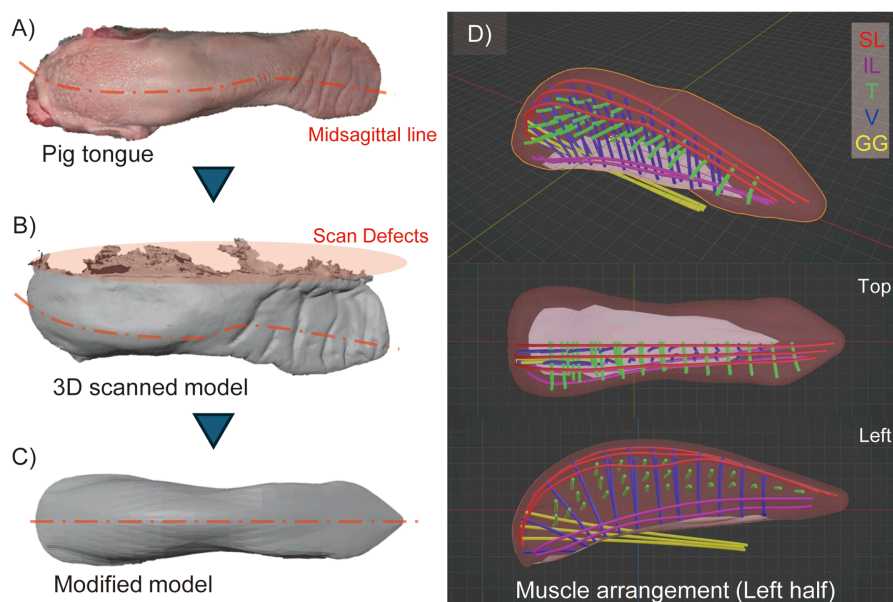 A)
Midsagittal line
Pig tongue
B)
Scan Defects
3D scanned model
C)
Modified model
D)
SL
IL
T
V
GG
Top
Left
Muscle arrangement (Left half)